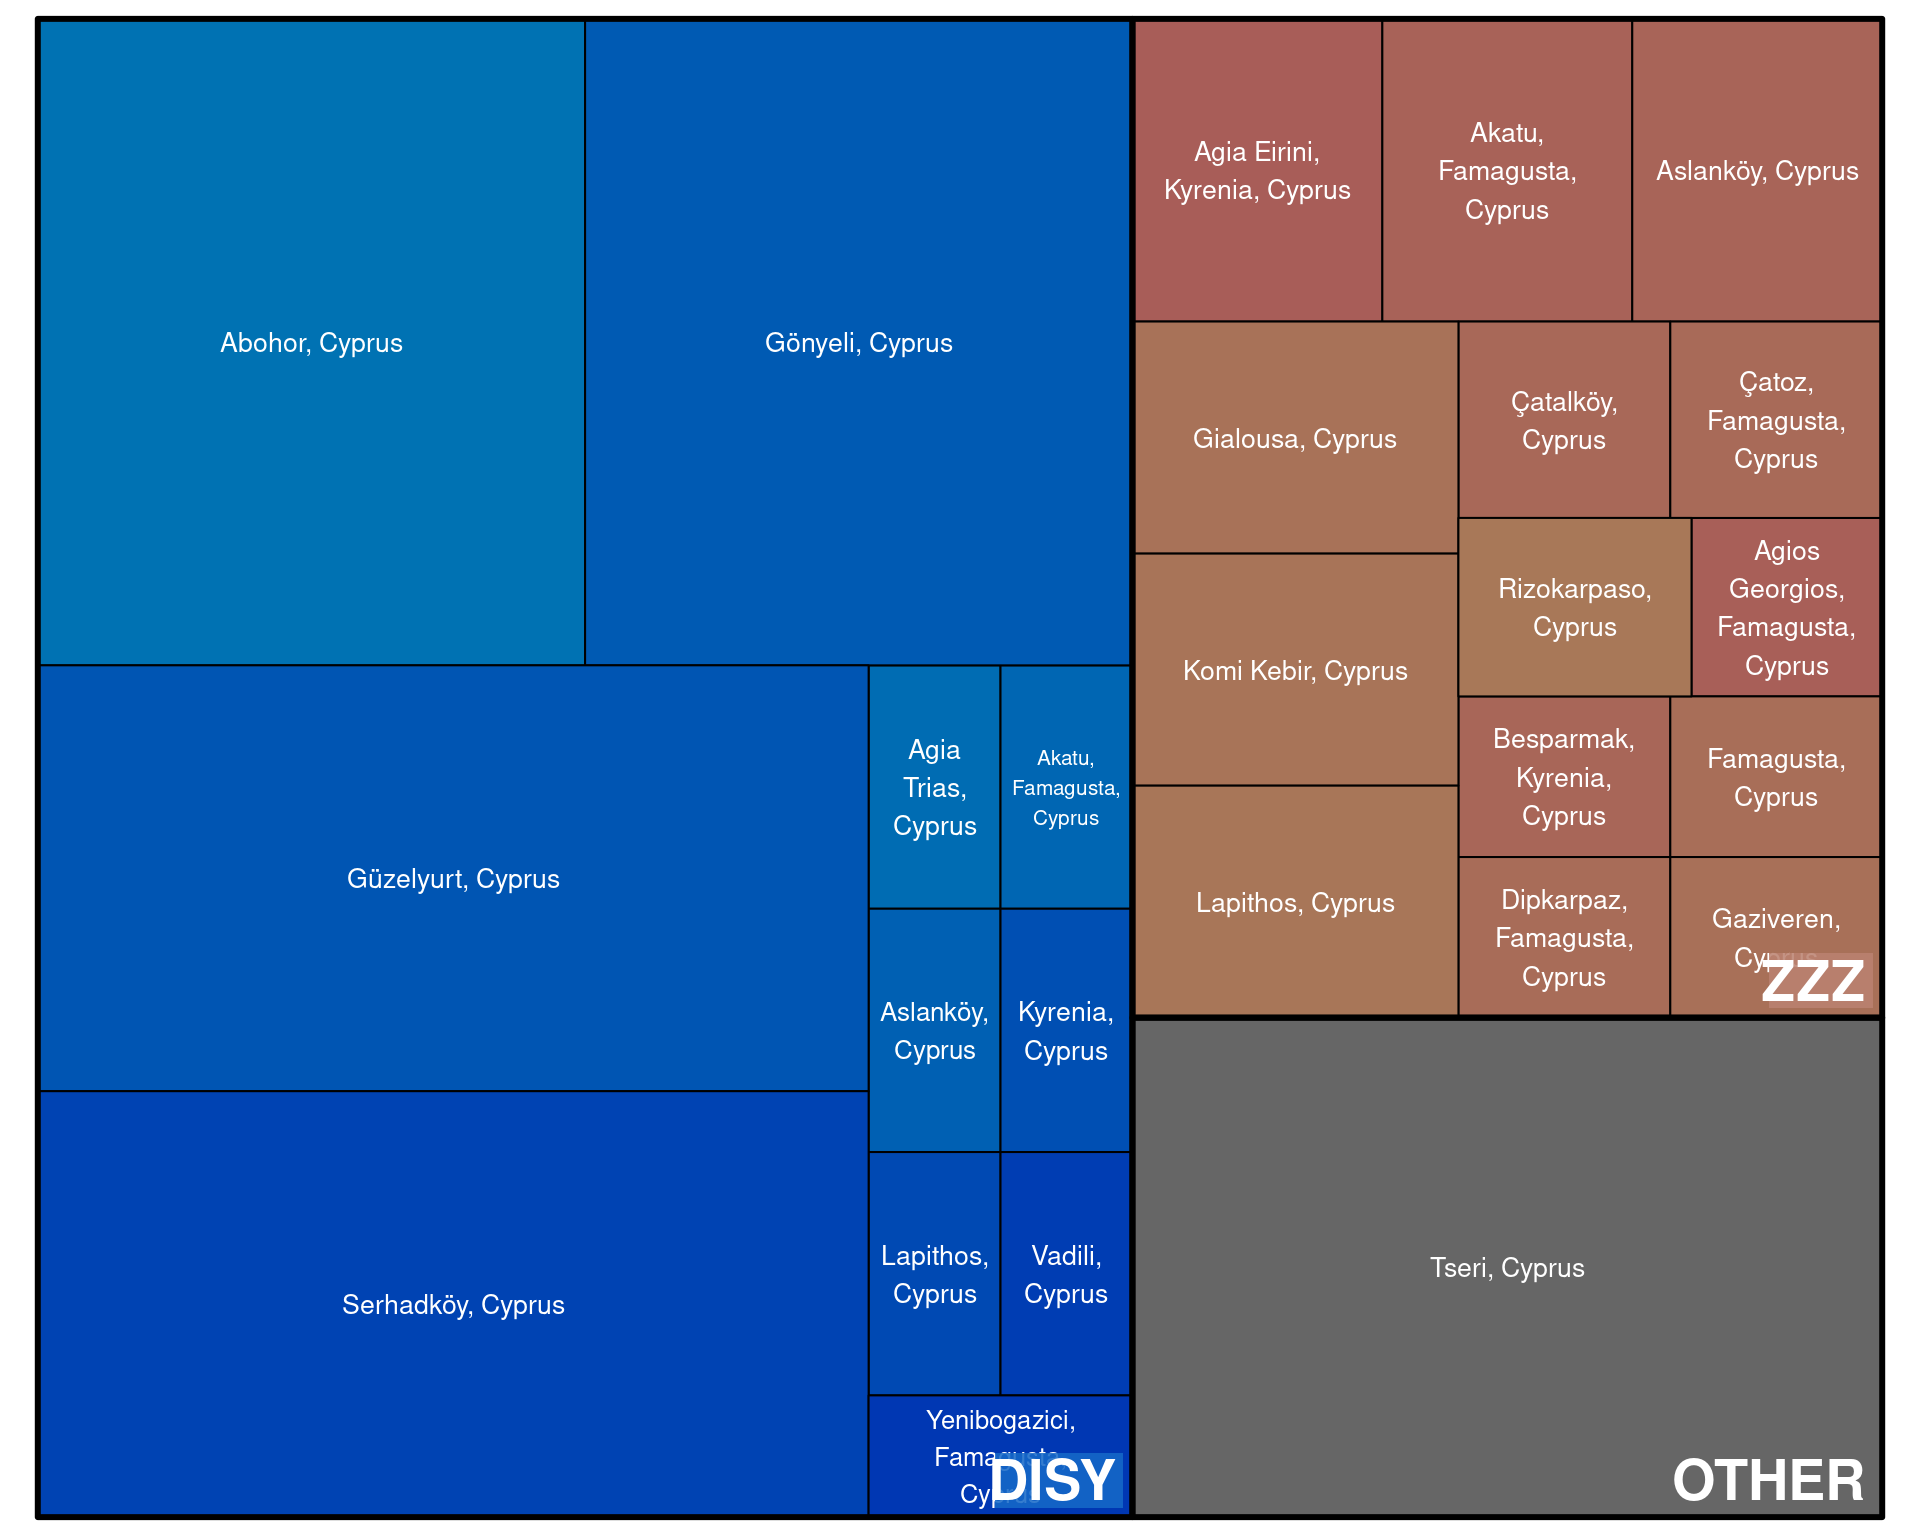 Abohor, Cyprus
Gönyeli, Cyprus
Güzelyurt, Cyprus
Serhadköy, Cyprus
Agia
Trias,
Cyprus
Akatu,
Famagusta,
Cyprus
Aslanköy,
Cyprus
Kyrenia,
Cyprus
Lapithos,
Cyprus
Vadili,
Cyprus
Yenibogazici,
Famagusta,
Cyprus
DISY
Agia Eirini,
Kyrenia, Cyprus
Akatu,
Famagusta,
Cyprus
Aslanköy, Cyprus
Gialousa, Cyprus
Komi Kebir, Cyprus
Lapithos, Cyprus
Çatalköy,
Cyprus
Çatoz,
Famagusta,
Cyprus
Rizokarpaso,
Cyprus
Agios
Georgios,
Famagusta,
Cyprus
Besparmak,
Kyrenia,
Cyprus
Famagusta,
Cyprus
Dipkarpaz,
Famagusta,
Cyprus
Gaziveren,
Cyprus
ZZZ
Tseri, Cyprus
OTHER